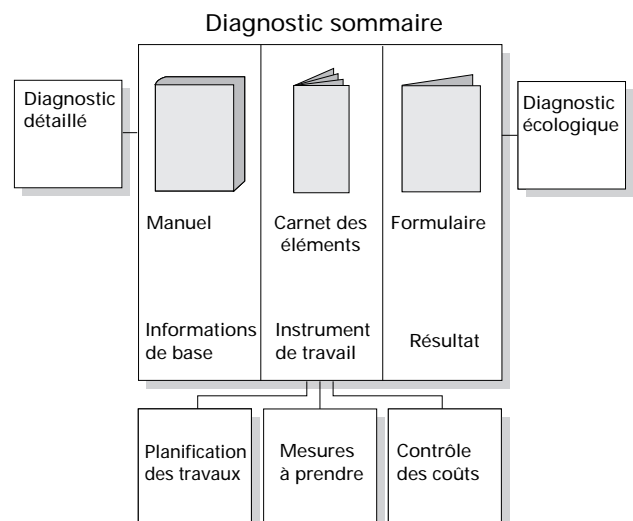 Diagnostic sommaire
Diagnostic
détaillé
Diagnostic
écologique
Manuel
Carnet des
éléments
Formulaire
Informations
de base
Instrument
de travail
Résultat
Planification
des travaux
Mesures
à prendre
Contrôle
des coûts